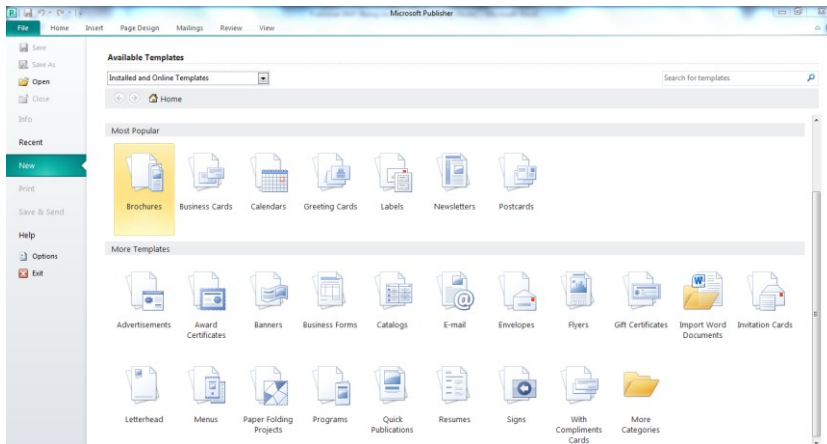 Microsoft Publisher
File Home Insert Page Design Mailings Review View
Save
Save As
Open
Close
Info
Recent
New
Print
Save & Send
Help
Options
Exit
Available Templates
Installed and Online Templates
Search for templates
Home
Most Popular
Brochures Business Cards Calendars Greeting Cards Labels Newsletters Postcards
More Templates
Advertisements Award Certificates Banners Business Forms Catalogs E-mail Envelopes Flyers Gift Certificates Import Word Documents Invitation Cards
Letterhead Menus Paper Folding Projects Programs Quick Publications Resumes Signs With Compliments Cards More Categories